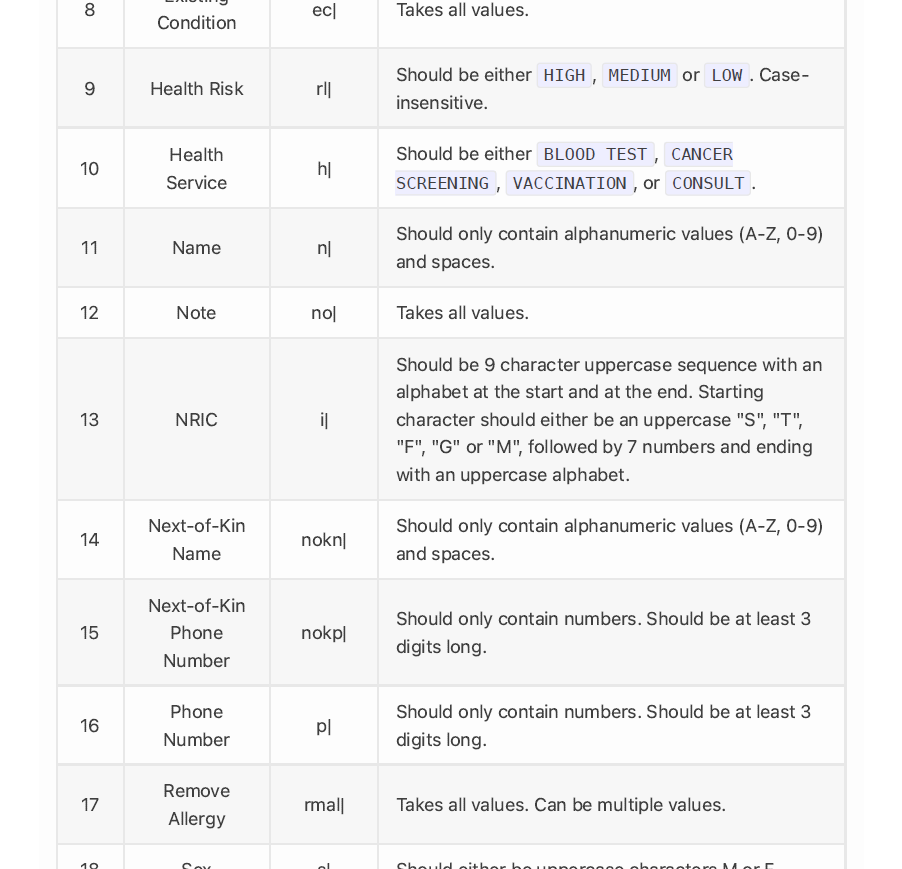 8
Existing
Condition
ec|
Takes all values.
9
Health Risk
rl|
Should be either HIGH, MEDIUM or LOW. Case-
insensitive.
10
Health
Service
h|
Should be either BLOOD TEST, CANCER
SCREENING, VACCINATION, or CONSULT.
11
Name
n|
Should only contain alphanumeric values (A-Z, 0-9)
and spaces.
12
Note
no|
Takes all values.
13
NRIC
i|
Should be 9 character uppercase sequence with an
alphabet at the start and at the end. Starting
character should either be an uppercase "S", "T",
"F", "G" or "M", followed by 7 numbers and ending
with an uppercase alphabet.
14
Next-of-Kin
Name
nokn|
Should only contain alphanumeric values (A-Z, 0-9)
and spaces.
15
Next-of-Kin
Phone
Number
nokp|
Should only contain numbers. Should be at least 3
digits long.
16
Phone
Number
p|
Should only contain numbers. Should be at least 3
digits long.
17
Remove
Allergy
rmal|
Takes all values. Can be multiple values.
18
Sex
s|
Should either be uppercase characters M or F.